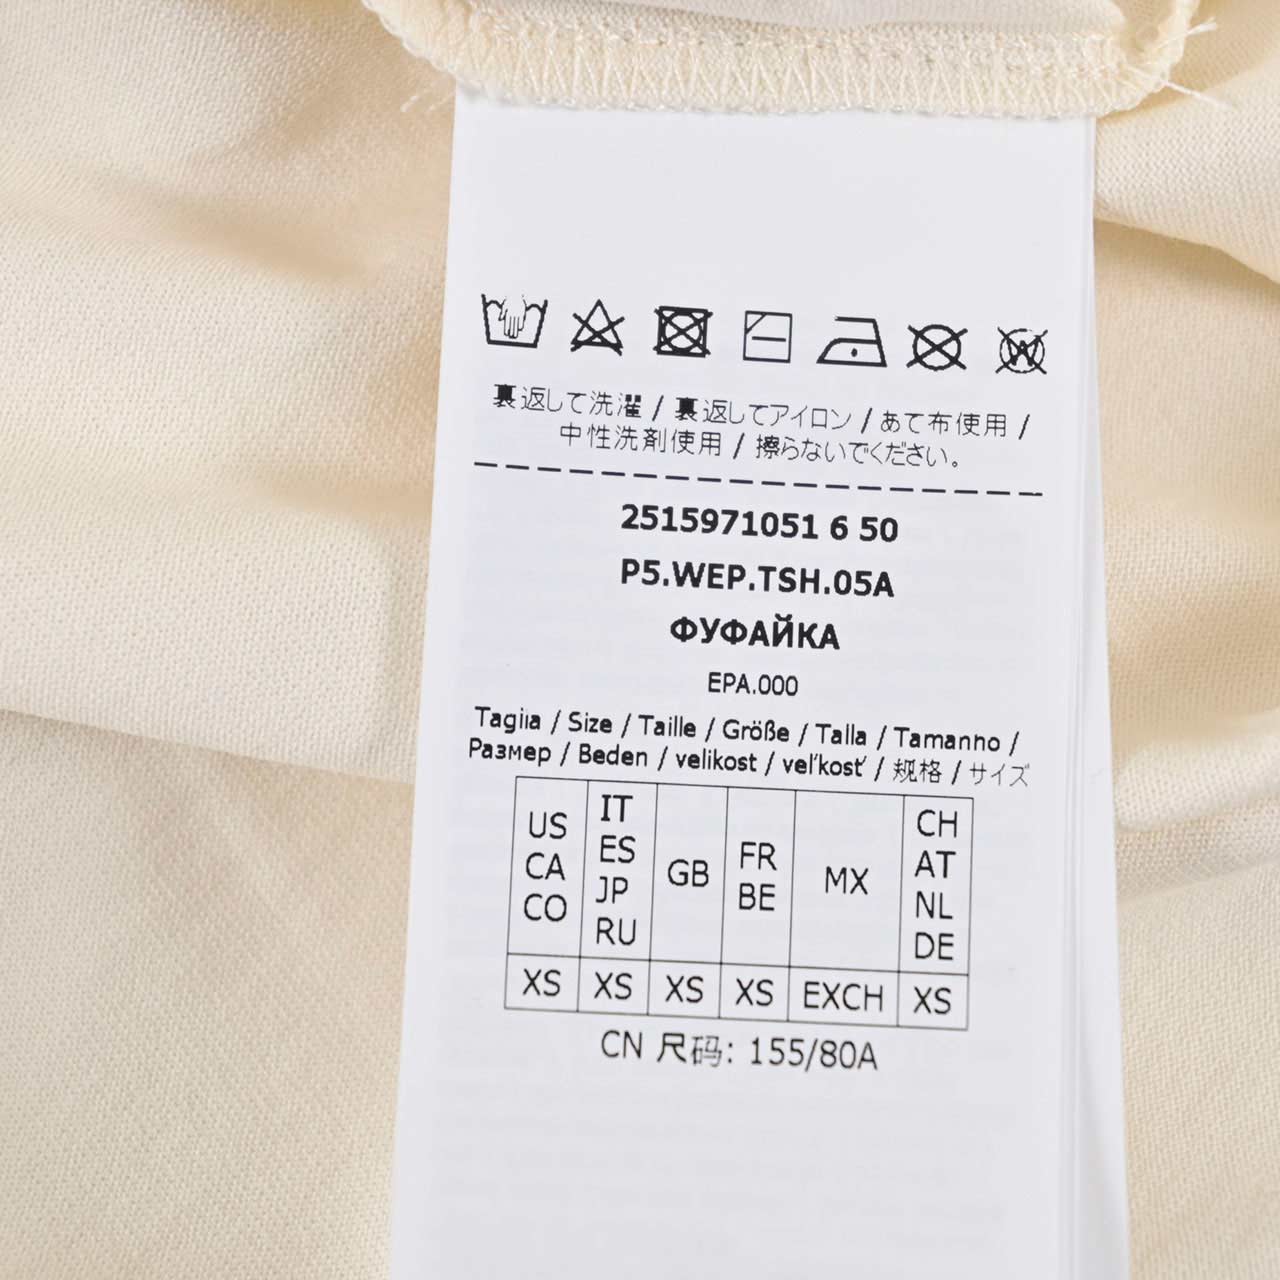 裏返して洗濯 / 裏返してアイロン / あて布使用 /
中性洗剤使用 / 擦らないでください。
2515971051 6 50
P5.WEP.TSH.05A
ФУФАЙКА
EPA.000
Taglia / Size / Taille / Größe / Talla / Tamanho /
Размер / Beden / velikost / veľkosť / 规格 / サイズ
US CA CO
IT ES JP RU
GB
FR BE
MX
CH AT NL DE
XS XS XS XS EXCH XS
CN 尺码: 155/80A